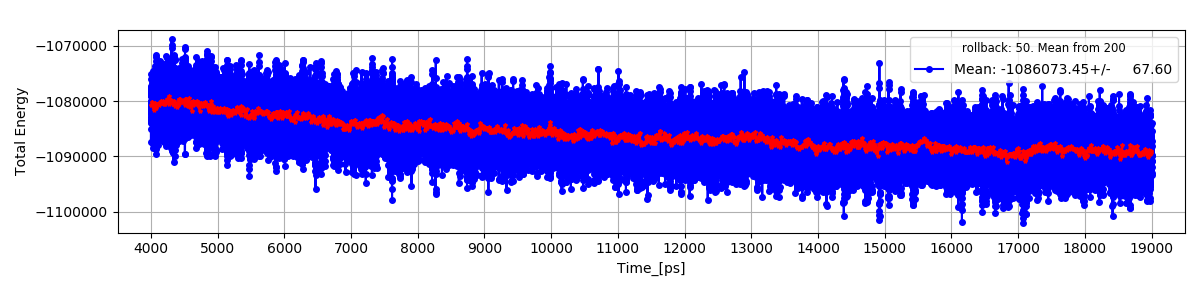 rollback: 50. Mean from 200
Mean: -1086073.45+/-     67.60
Total Energy
−1070000
−1080000
−1090000
−1100000
4000 5000 6000 7000 8000 9000 10000 11000 12000 13000 14000 15000 16000 17000 18000 19000
Time_[ps]